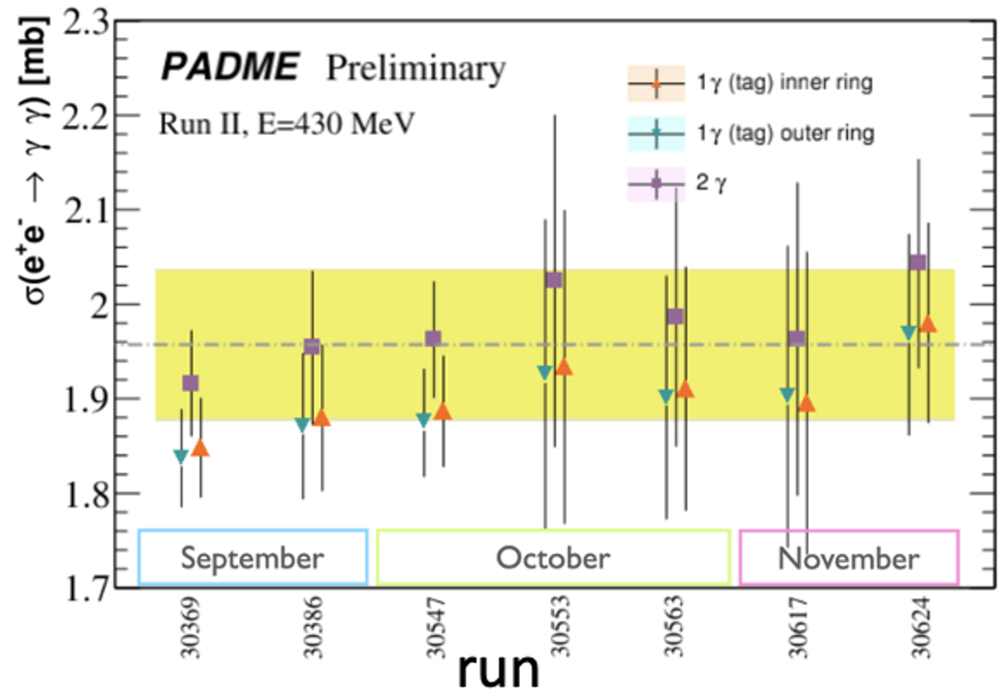 σ(e⁺e⁻ → γ γ) [mb]
2.3
2.2
2.1
2
1.9
1.8
1.7
PADME Preliminary
Run II, E=430 MeV
1γ (tag) inner ring
1γ (tag) outer ring
2 γ
September
October
November
30369
30386
30547
30553
30563
30617
30624
run